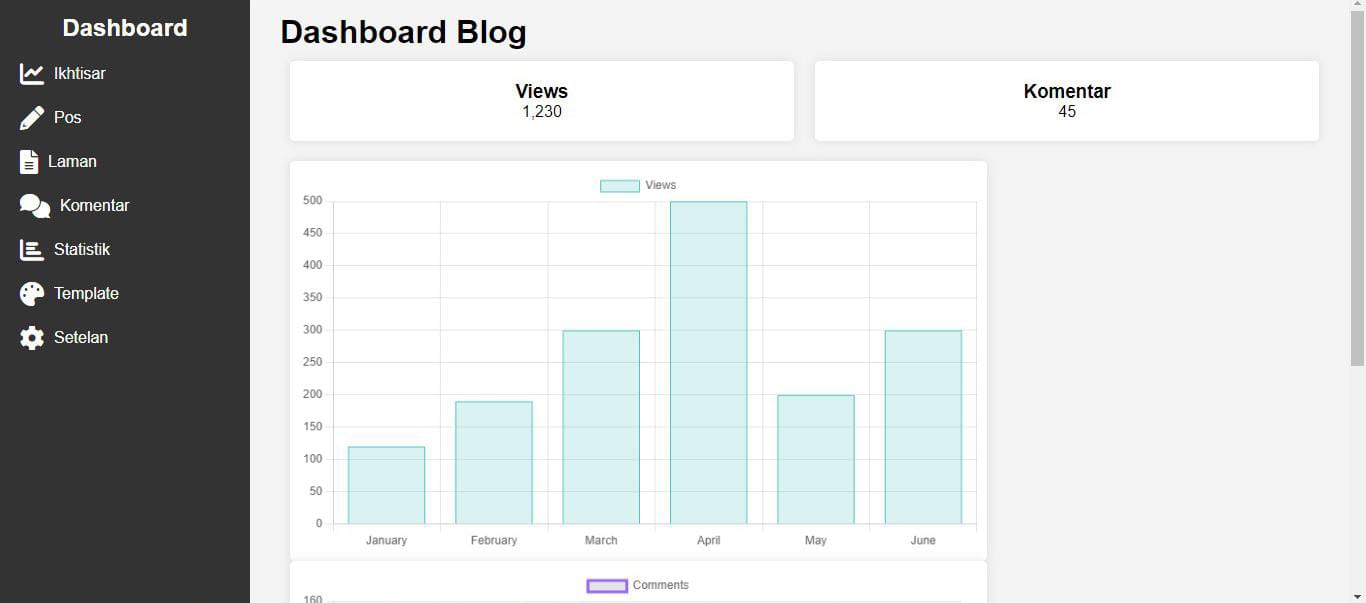 Dashboard
Ikhtisar
Pos
Laman
Komentar
Statistik
Template
Setelan
Dashboard Blog
Views
1,230
Komentar
45
Views
500
450
400
350
300
250
200
150
100
50
0
January February March April May June
Comments
160